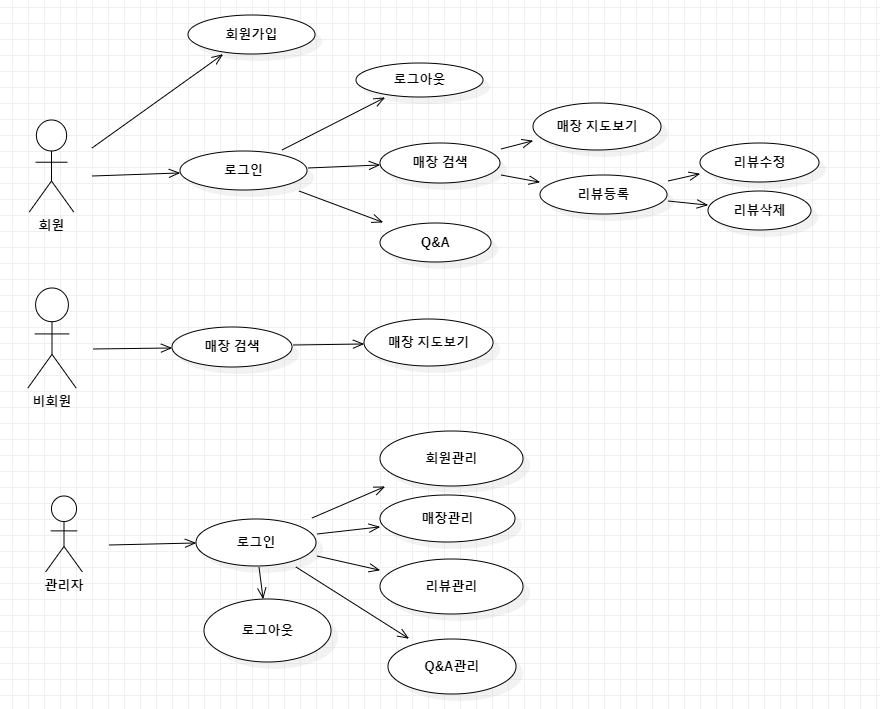 회원가입
로그아웃
매장 지도보기
로그인
매장 검색
리뷰수정
리뷰등록
리뷰삭제
회원
Q&A
매장 검색
매장 지도보기
비회원
회원관리
매장관리
로그인
관리자
리뷰관리
로그아웃
Q&A관리